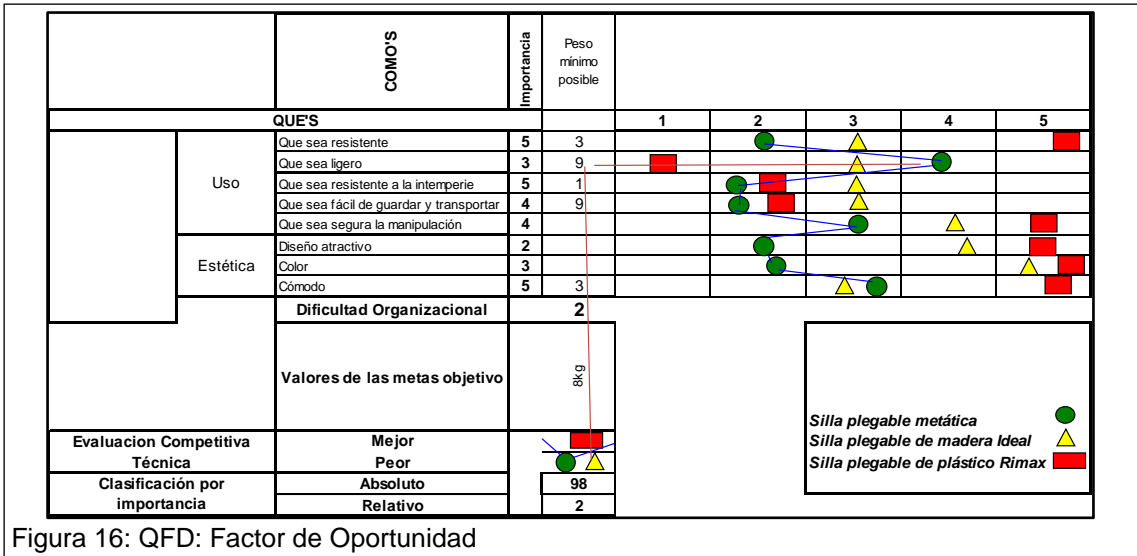 COMO'S
Importancia
Peso
mínimo
posible
QUE'S 1 2 3 4 5
Uso
Que sea resistente 5 3
Que sea ligero 3 9
Que sea resistente a la intemperie 5 1
Que sea fácil de guardar y transportar 4 9
Que sea segura la manipulación 4
Estética
Diseño atractivo 2
Color 3
Cómodo 5 3
Dificultad Organizacional 2
Valores de las metas objetivo 8kg
Silla plegable metática
Silla plegable de madera Ideal
Silla plegable de plástico Rimax
Evaluacion Competitiva Mejor
Técnica Peor
Clasificación por Absoluto 98
importancia Relativo 2
Figura 16: QFD: Factor de Oportunidad